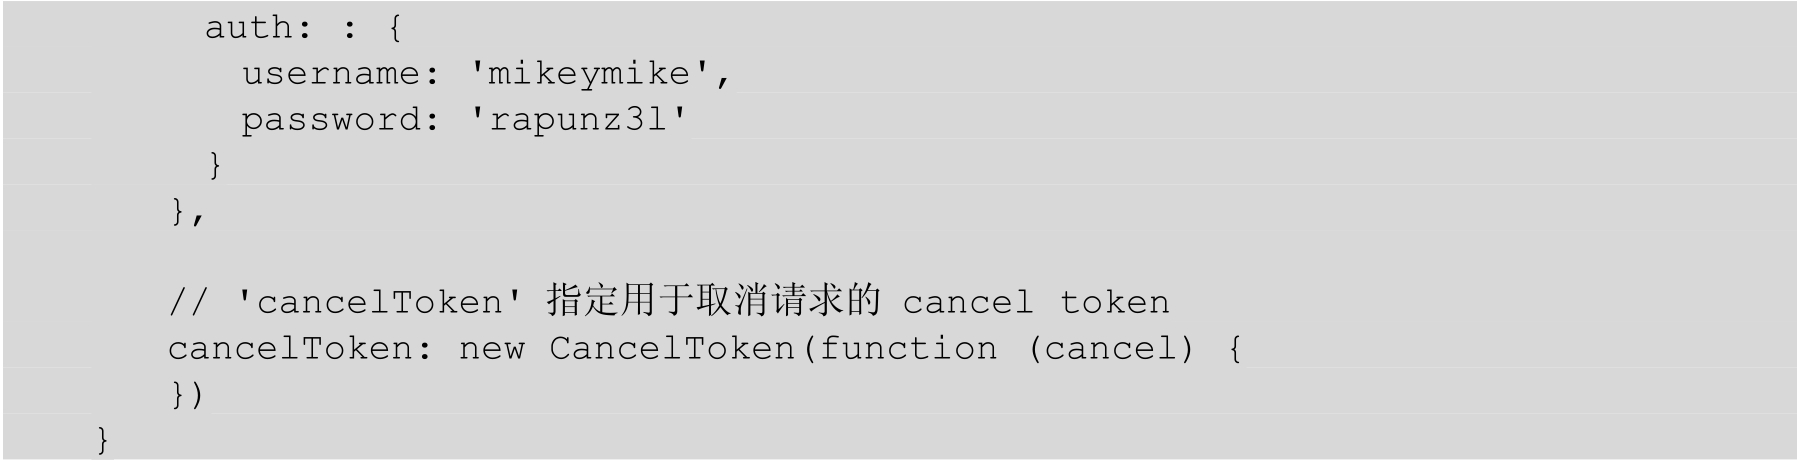 auth: : {
username: 'mikeymike',
password: 'rapunz3l'
}
},
// 'cancelToken' 指定用于取消请求的 cancel token
cancelToken: new CancelToken(function (cancel) {
})
}